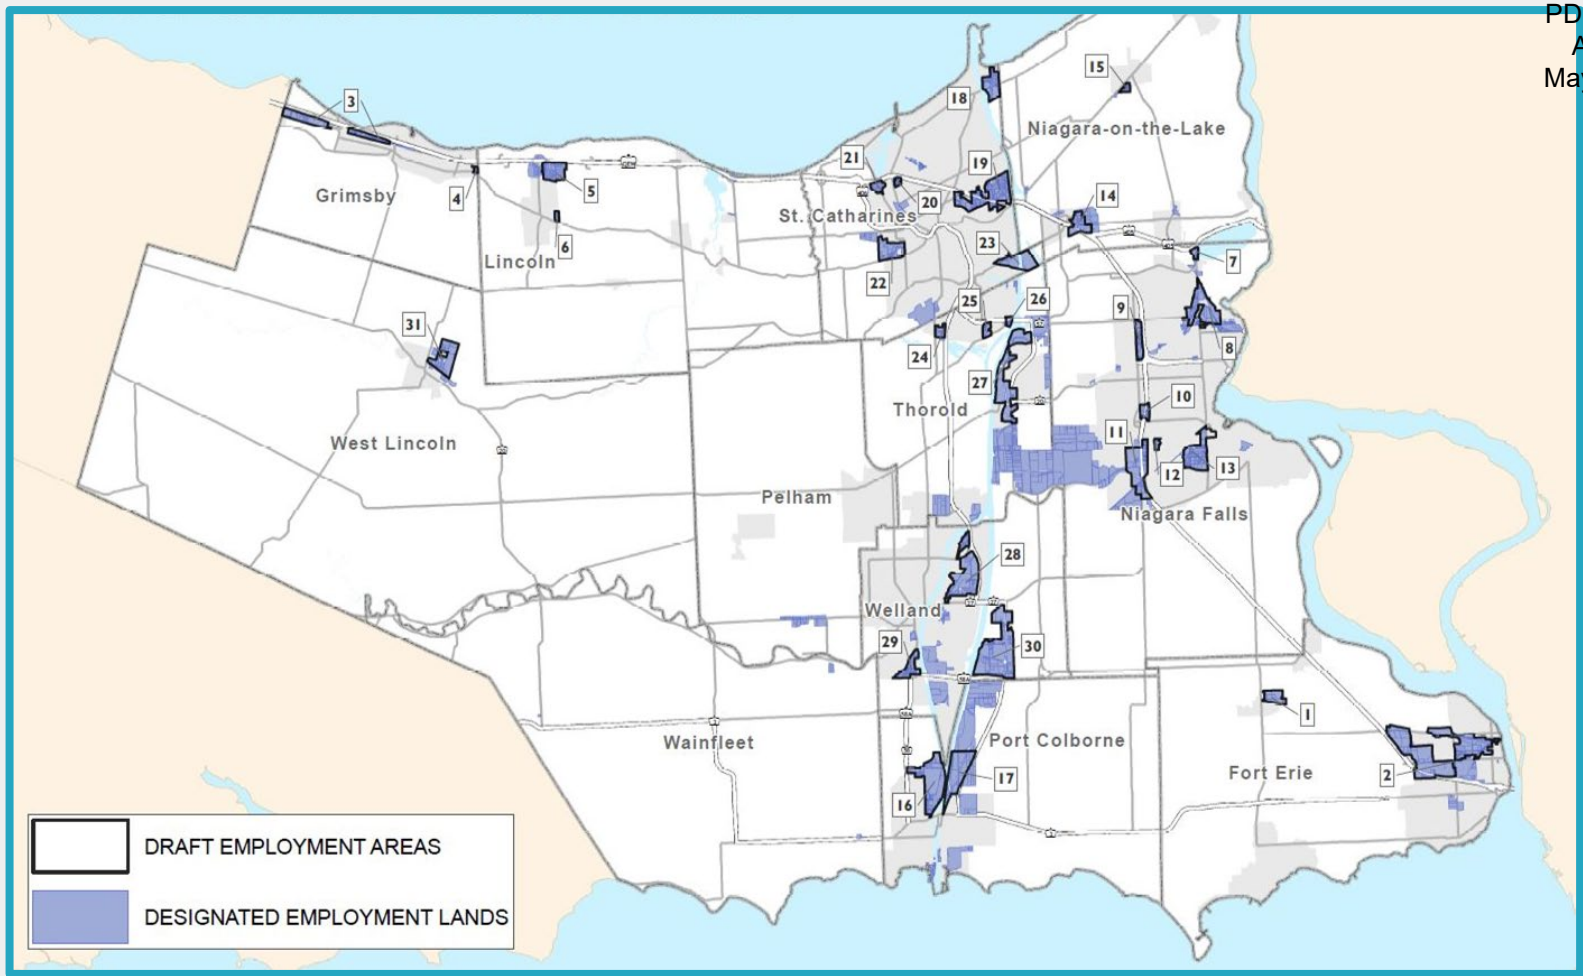 PD
A
May
15
3
18
Niagara-on-the-Lake
21
19
5
4
Grimsby
20
14
St. Catharines
6
23
Lincoln
7
22
25
26
9
31
24
8
27
10
Thorold
11
West Lincoln
12
13
Pelham
Niagara Falls
28
Welland
29
30
1
Wainfleet
Port Colborne
Fort Erie
2
17
16
DRAFT EMPLOYMENT AREAS
DESIGNATED EMPLOYMENT LANDS